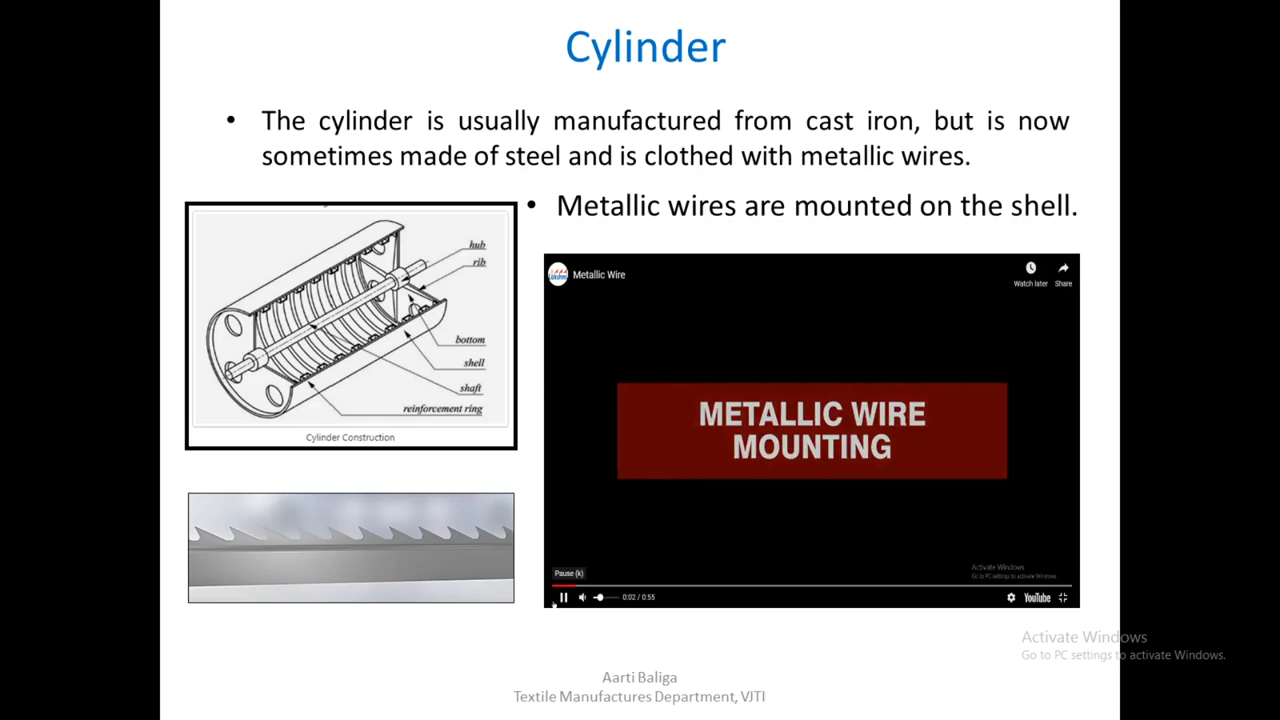 Cylinder
• The cylinder is usually manufactured from cast iron, but is now
sometimes made of steel and is clothed with metallic wires.
• Metallic wires are mounted on the shell.
hub
rib
bottom
shell
shaft
reinforcement ring
Cylinder Construction
Metallic Wire
Watch later
Share
METALLIC WIRE
MOUNTING
Activate Windows
Go to PC settings to activate Windows
Pause (k)
0:02 / 0:55
YouTube
Activate Windows
Go to PC settings to activate Windows.
Aarti Baliga
Textile Manufactures Department, VJTI